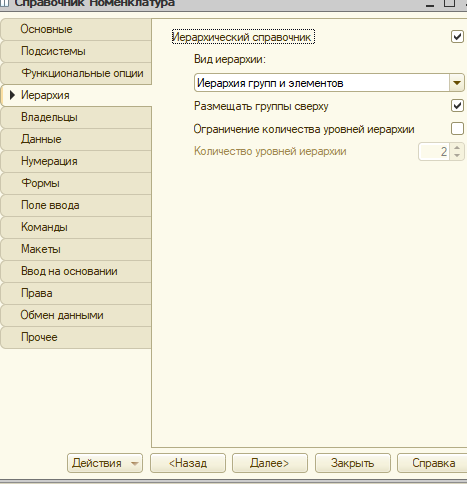 Справочник Номенклатура
Основные
Подсистемы
Функциональные опции
Иерархия
Владельцы
Данные
Нумерация
Формы
Поле ввода
Команды
Макеты
Ввод на основании
Права
Обмен данными
Прочее
Иерархический справочник
Вид иерархии:
Иерархия групп и элементов
Размещать группы сверху
Ограничение количества уровней иерархии
Количество уровней иерархии 2
Действия <Назад Далее> Закрыть Справка